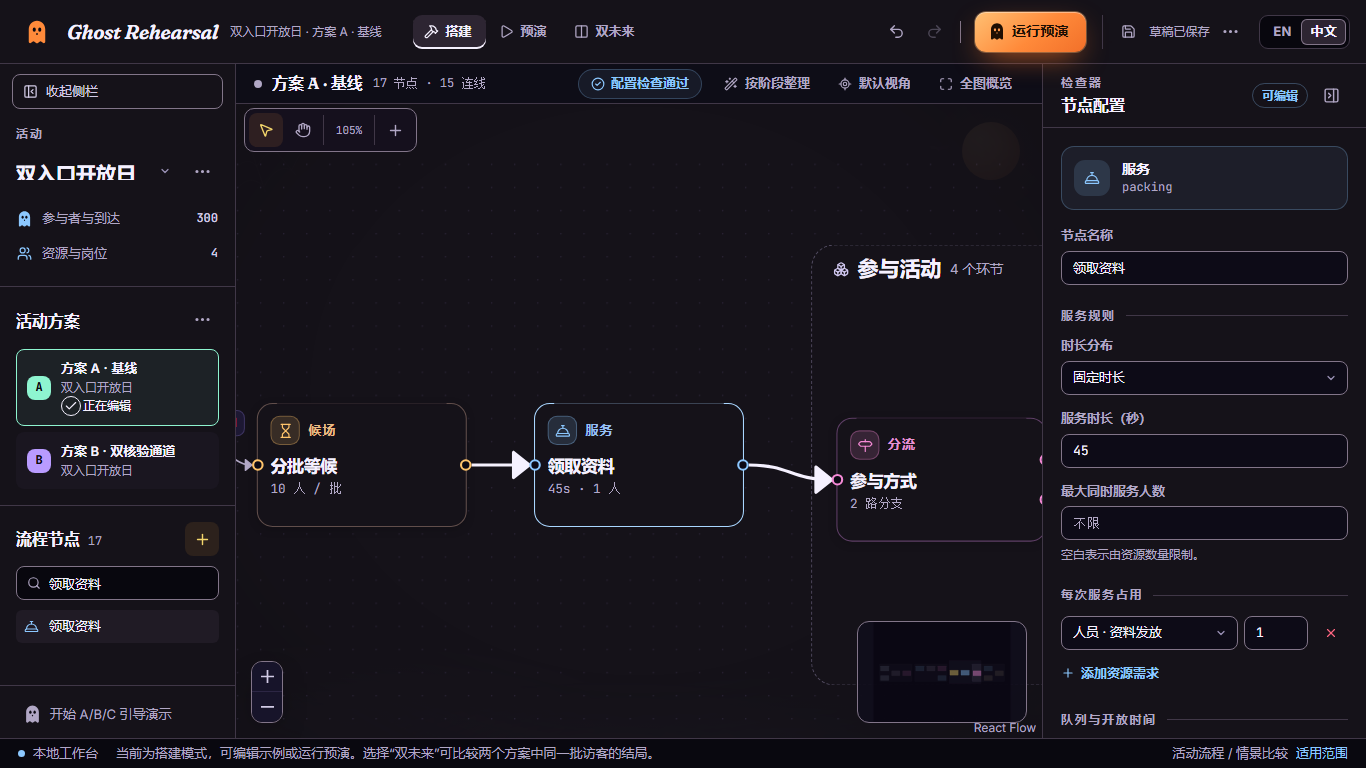 Ghost Rehearsal
双入口开放日 · 方案 A · 基线
搭建
预演
双未来
运行预演
草稿已保存
EN
中文
收起侧栏
活动
双入口开放日
参与者与到达 300
资源与岗位 4
活动方案
A
方案 A · 基线
双入口开放日
正在编辑
B
方案 B · 双核验通道
双入口开放日
流程节点 17
领取资料
领取资料
开始 A/B/C 引导演示
方案 A · 基线 17 节点 · 15 连线
配置检查通过
按阶段整理
默认视角
全图概览
105%
参与活动 4 个环节
候场
分批等候
10 人 / 批
服务
领取资料
45s · 1 人
分流
参与方式
2 路分支
React Flow
检查器
节点配置
可编辑
服务
packing
节点名称
领取资料
服务规则
时长分布
固定时长
服务时长（秒）
45
最大同时服务人数
不限
空白表示由资源数量限制。
每次服务占用
人员 · 资料发放 1
添加资源需求
队列与开放时间
本地工作台 当前为搭建模式，可编辑示例或运行预演。选择“双未来”可比较两个方案中同一批访客的结局。
活动流程 / 情景比较 适用范围